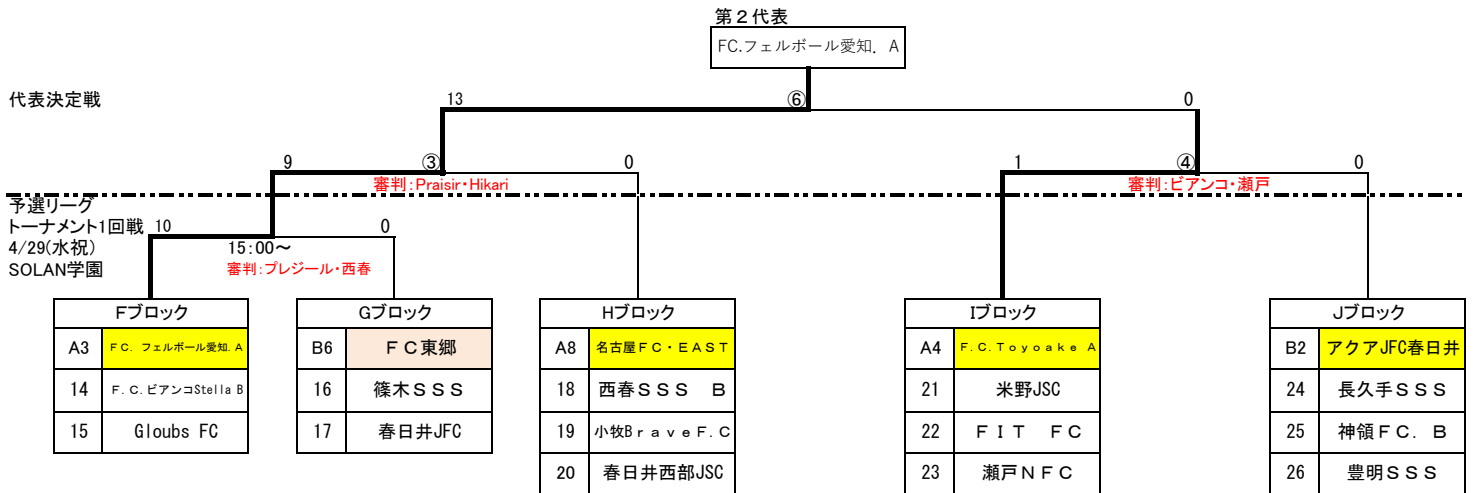 第２代表
FC.フェルボール愛知. A
代表決定戦
13 ⑥ 0
9 ③ 0 1 ④ 0
審判：Praisir・Hikari 審判：ビアンコ・瀬戸
予選リーグ
トーナメント1回戦 10 0
4/29(水祝) 15:00～
SOLAN学園 審判：プレジール・西春
Fブロック Gブロック Hブロック Iブロック Jブロック
A3 ＦＣ．フェルボール愛知．Ａ B6 ＦＣ東郷 A8 名古屋ＦＣ・ＥＡＳＴ A4 Ｆ．Ｃ．Ｔｏｙｏａｋｅ Ａ B2 アクアJFC春日井
14 Ｆ．Ｃ．ビアンコStella B 16 篠木ＳＳＳ 18 西春ＳＳＳ　Ｂ 21 米野JSC 24 長久手ＳＳＳ
15 Gloubs FC 17 春日井JFC 19 小牧ＢｒａｖｅＦ．Ｃ 22 ＦＩＴ　ＦＣ 25 神領ＦＣ．Ｂ
20 春日井西部JSC 23 瀬戸ＮＦＣ 26 豊明ＳＳＳ